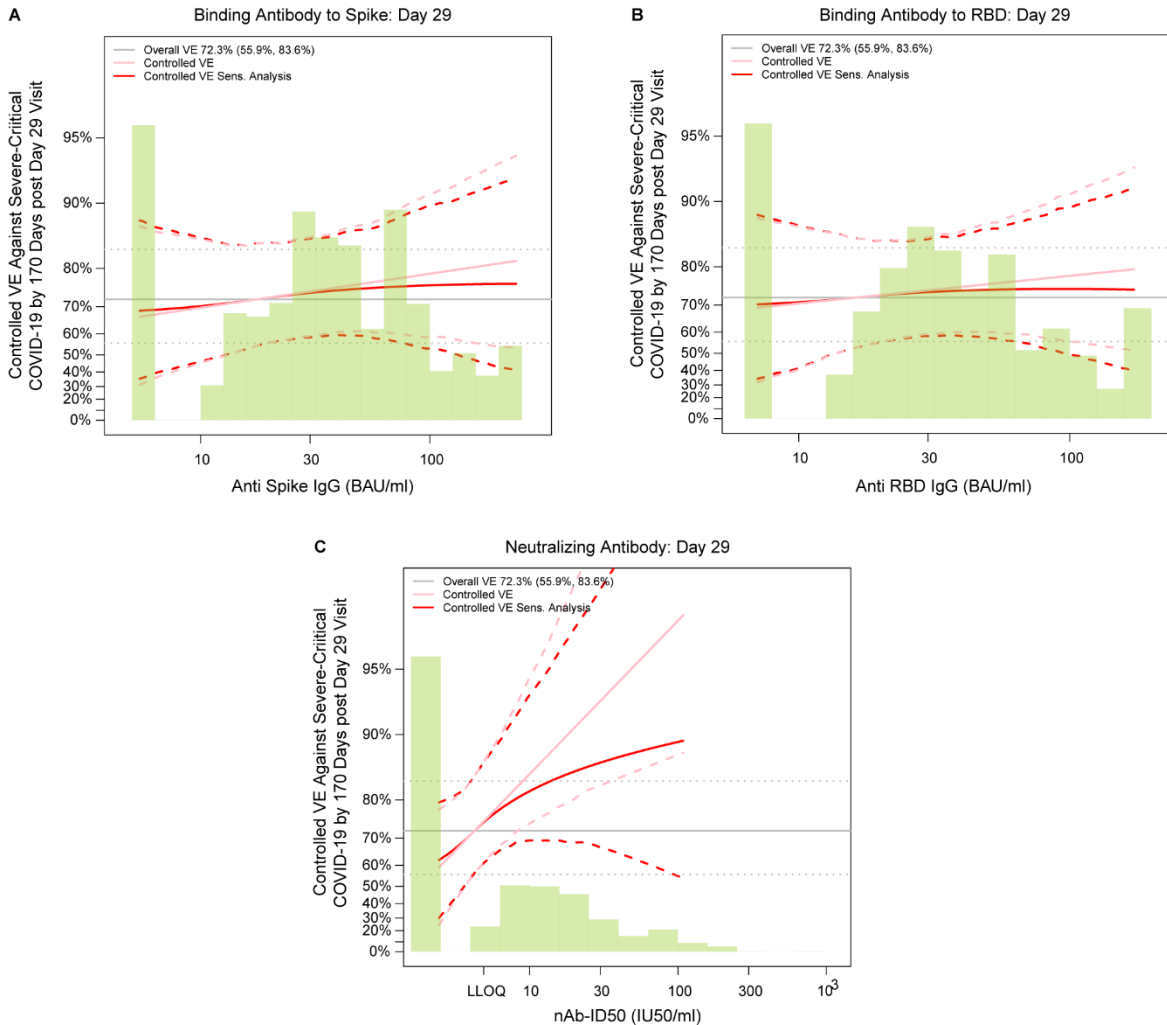 A
Binding Antibody to Spike: Day 29
Overall VE 72.3% (55.9%, 83.6%)
Controlled VE
Controlled VE Sens. Analysis
Controlled VE Against Severe-Criitical
COVID-19 by 170 Days post Day 29 Visit
95%
90%
80%
70%
60%
50%
40%
30%
20%
0%
10
30
100
Anti Spike IgG (BAU/ml)
B
Binding Antibody to RBD: Day 29
Overall VE 72.3% (55.9%, 83.6%)
Controlled VE
Controlled VE Sens. Analysis
Controlled VE Against Severe-Criitical
COVID-19 by 170 Days post Day 29 Visit
95%
90%
80%
70%
60%
50%
40%
30%
20%
0%
10
30
100
Anti RBD IgG (BAU/ml)
C
Neutralizing Antibody: Day 29
Overall VE 72.3% (55.9%, 83.6%)
Controlled VE
Controlled VE Sens. Analysis
Controlled VE Against Severe-Criitical
COVID-19 by 170 Days post Day 29 Visit
95%
90%
80%
70%
60%
50%
40%
30%
20%
0%
LLOQ
10
30
100
300
10³
nAb-ID50 (IU50/ml)